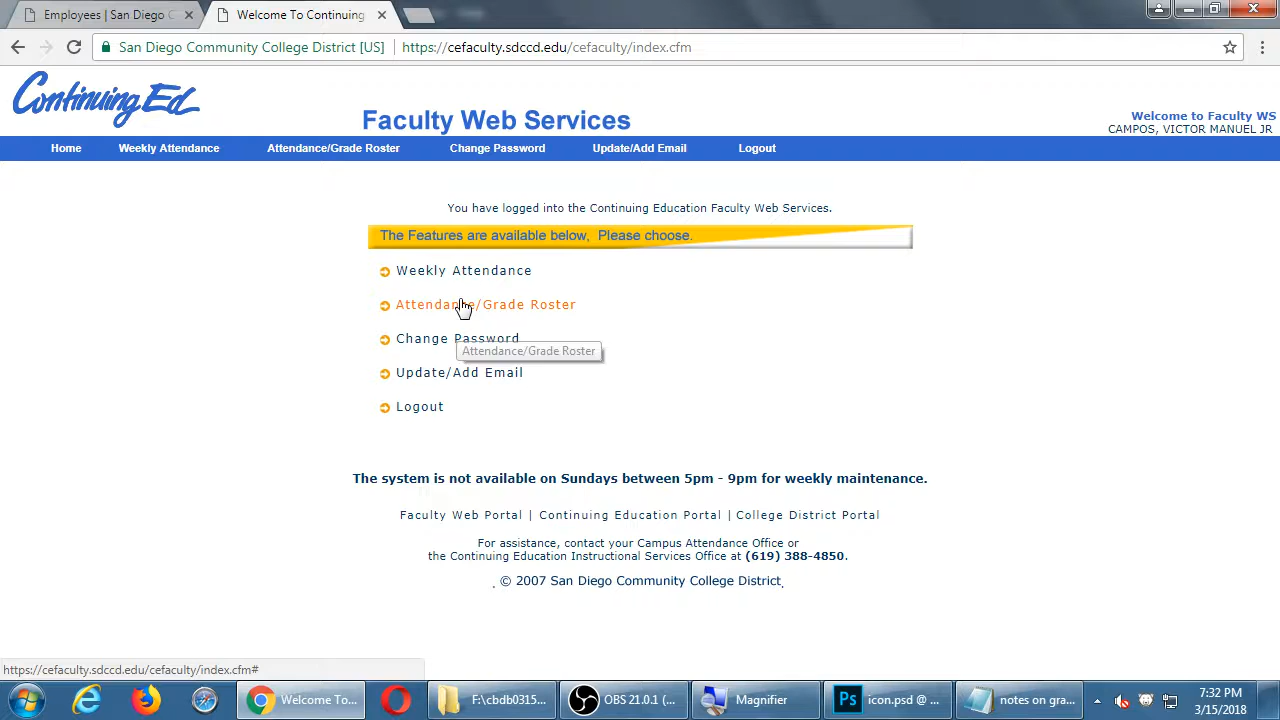 Employees | San Diego C
Welcome To Continuing
San Diego Community College District [US]
https://cefaculty.sdccd.edu/cefaculty/index.cfm
Continuing Ed
Faculty Web Services
Welcome to Faculty WS
CAMPOS, VICTOR MANUEL JR
Home
Weekly Attendance
Attendance/Grade Roster
Change Password
Update/Add Email
Logout
You have logged into the Continuing Education Faculty Web Services.
The Features are available below, Please choose.
Weekly Attendance
Attendance/Grade Roster
Change Password
Attendance/Grade Roster
Update/Add Email
Logout
The system is not available on Sundays between 5pm - 9pm for weekly maintenance.
Faculty Web Portal | Continuing Education Portal | College District Portal
For assistance, contact your Campus Attendance Office or
the Continuing Education Instructional Services Office at (619) 388-4850.
. © 2007 San Diego Community College District.
https://cefaculty.sdccd.edu/cefaculty/index.cfm#
Welcome To...
F:\cbdb0315...
OBS 21.0.1 (...
Magnifier
Ps
icon.psd @ ...
notes on gra...
7:32 PM
3/15/2018